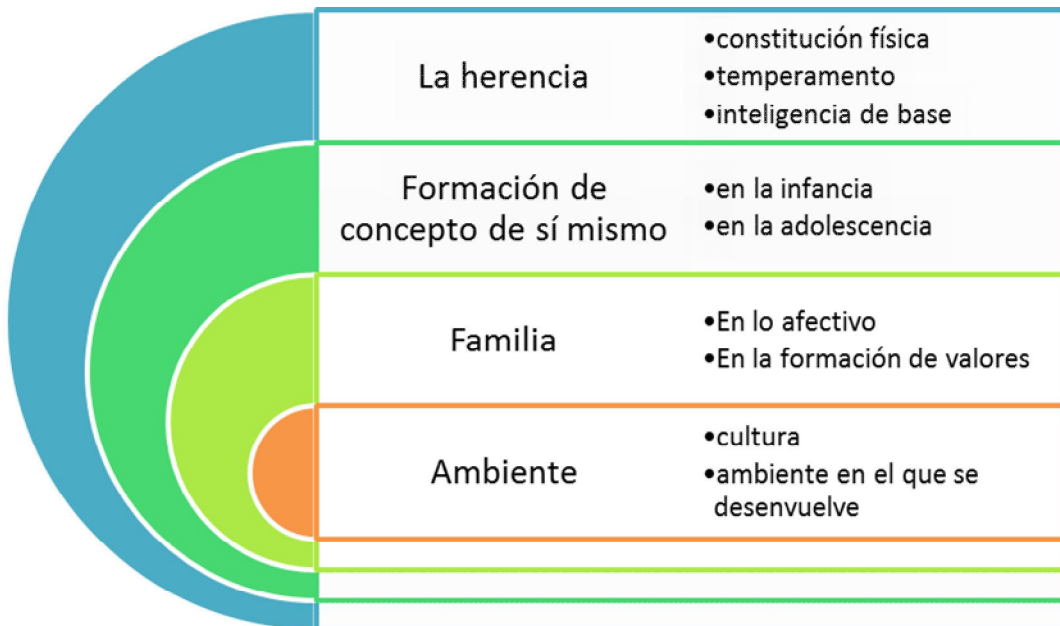 La herencia
•constitución física
•temperamento
•inteligencia de base
Formación de
concepto de sí mismo
•en la infancia
•en la adolescencia
Familia
•En lo afectivo
•En la formación de valores
Ambiente
•cultura
•ambiente en el que se
desenvuelve